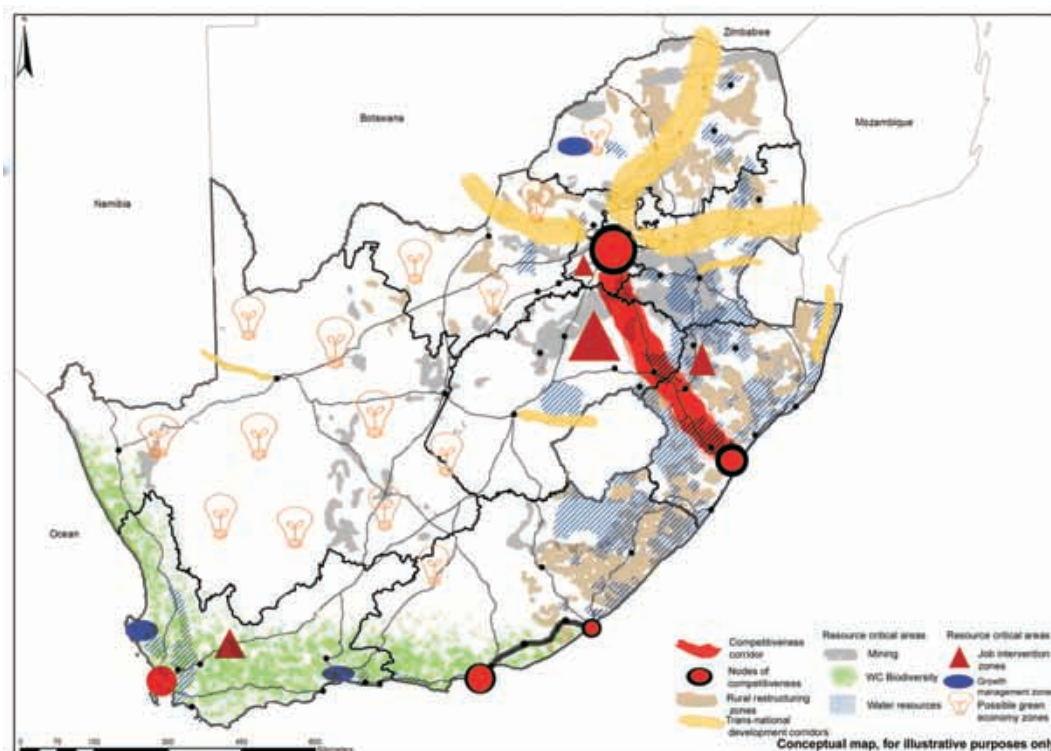 Zimbabwe
Botswana
Mozambique
Namibia
Ocean
Competitiveness
corridor
Nodes of
competitiveness
Rural restructuring
zones
Trans-national
development corridors
Resource critical areas
Mining
WC Biodiversity
Water resources
Resource critical areas
Job intervention
zones
Growth
management zone
Possible green
economy zones
Conceptual map, for illustrative purposes onl